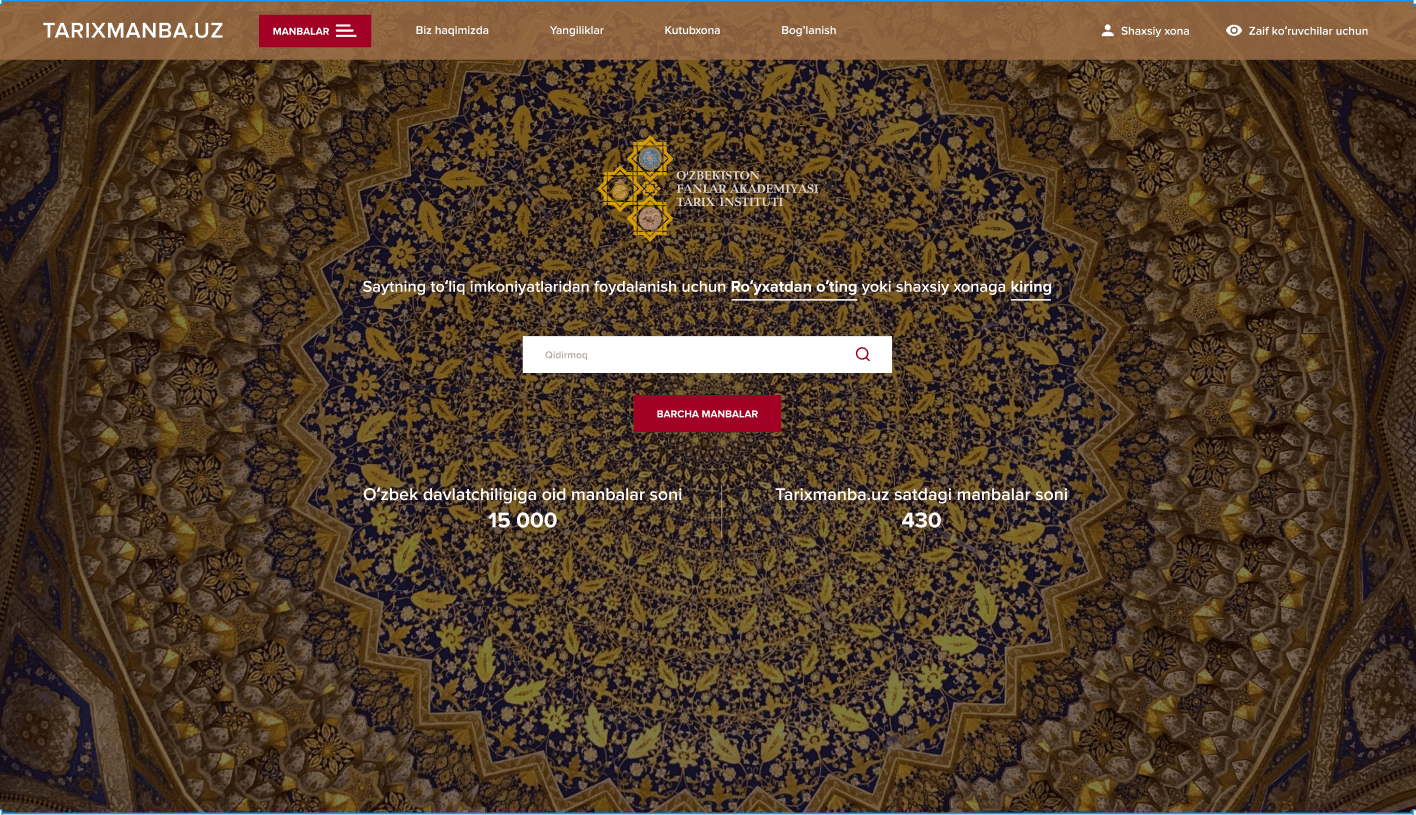 TARIXMANBA.UZ
MANBALAR
Biz haqimizda
Yangiliklar
Kutubxona
Bog'lanish
Shaxsiy xona
Zaif ko'ruvchilar uchun
O'ZBEKISTON
FANLAR AKADEMIYASI
TARIX INSTITUTI
Saytning to'liq imkoniyatlaridan foydalanish uchun Ro'yxatdan o'ting yoki shaxsiy xonaga kiring
Qidirmoq
BARCHA MANBALAR
O'zbek davlatchiligiga oid manbalar soni
15 000
Tarixmanba.uz satdagi manbalar soni
430